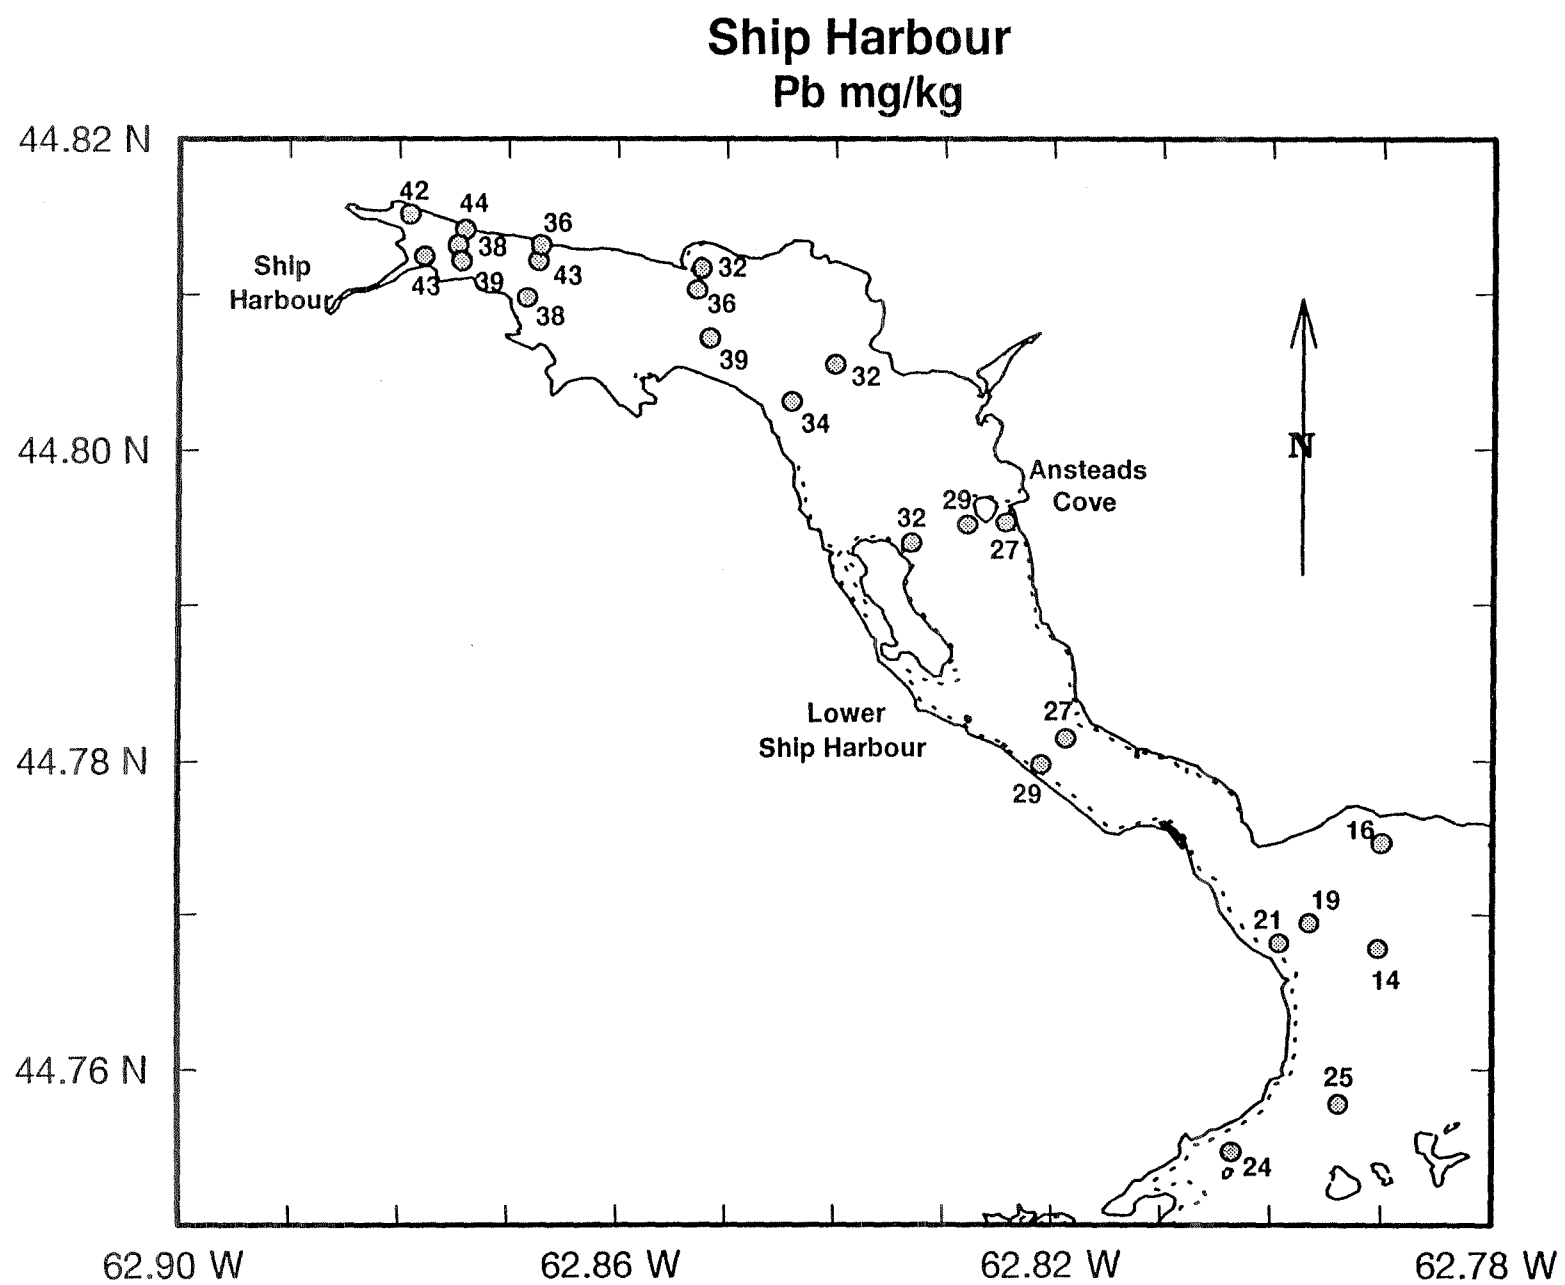 Ship Harbour
Pb mg/kg
44.82 N
42
44
36
38
43
39
43
Ship
Harbour
38
32
36
39
32
34
44.80 N
N
Ansteads
Cove
29
32
27
Lower
Ship Harbour
27
44.78 N
29
16
19
21
14
44.76 N
25
24
62.90 W
62.86 W
62.82 W
62.78 W